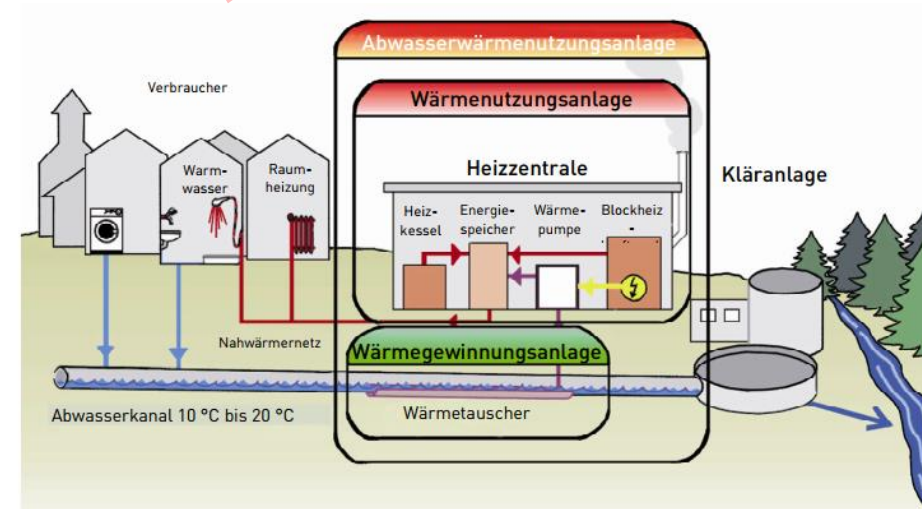 Abwasserwärmenutzungsanlage
Verbraucher
Wärmenutzungsanlage
Warm-
wasser
Raum-
heizung
Heizzentrale
Kläranlage
Heiz-
kessel
Energie-
speicher
Wärme-
pumpe
Blockheiz
-
Nahwärmernetz
Wärmegewinnungsanlage
Abwasserkanal 10 °C bis 20 °C
Wärmetauscher